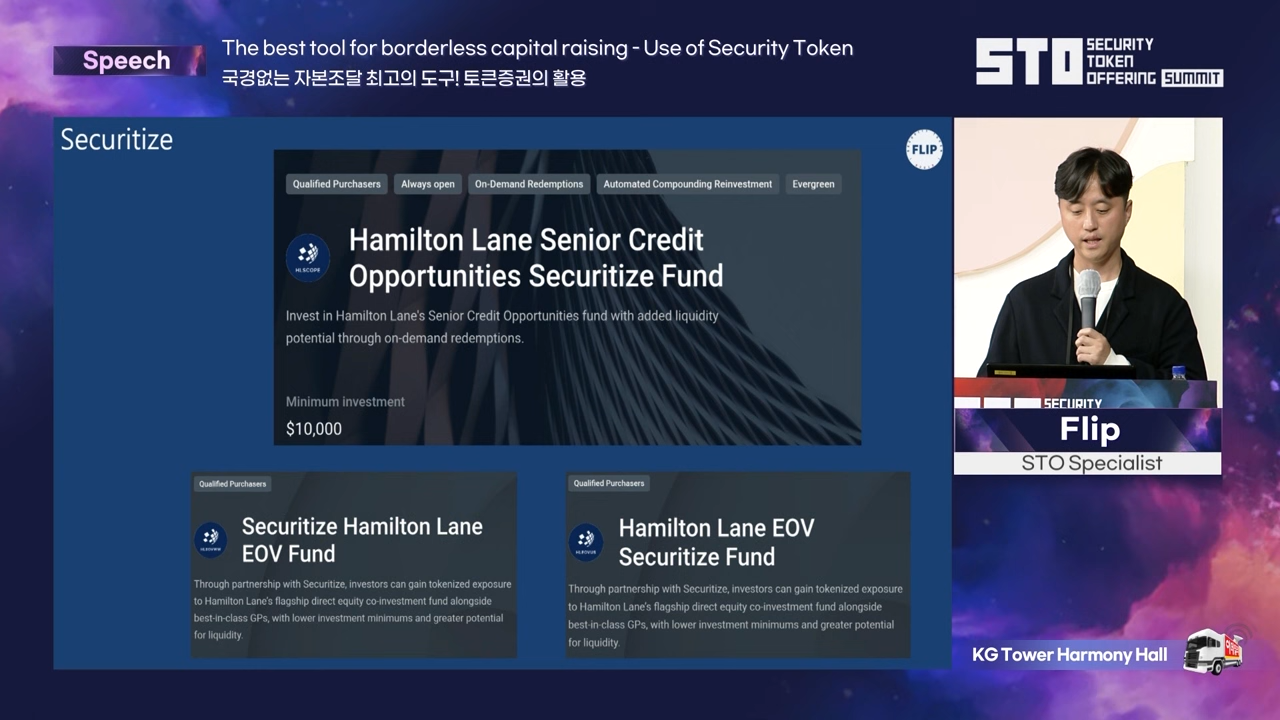 Speech
The best tool for borderless capital raising - Use of Security Token
국경없는 자본조달 최고의 도구! 토큰증권의 활용
STO
SECURITY
TOKEN
OFFERING SUMMIT
Securitize
FLIP
Qualified Purchasers
Always open
On-Demand Redemptions
Automated Compounding Reinvestment
Evergreen
HLSCOPE
Hamilton Lane Senior Credit
Opportunities Securitize Fund
Invest in Hamilton Lane's Senior Credit Opportunities fund with added liquidity
potential through on-demand redemptions.
Minimum investment
$10,000
Qualified Purchasers
Securitize Hamilton Lane
EOV Fund
Through partnership with Securitize, investors can gain tokenized exposure
to Hamilton Lane's flagship direct equity co-investment fund alongside
best-in-class GPs, with lower investment minimums and greater potential
for liquidity.
Qualified Purchasers
Hamilton Lane EOV
Securitize Fund
Through partnership with Securitize, investors can gain tokenized exposure
to Hamilton Lane's flagship direct equity co-investment fund alongside
best-in-class GPs, with lower investment minimums and greater potential
for liquidity.
SECURITY
Flip
STO Specialist
KG Tower Harmony Hall